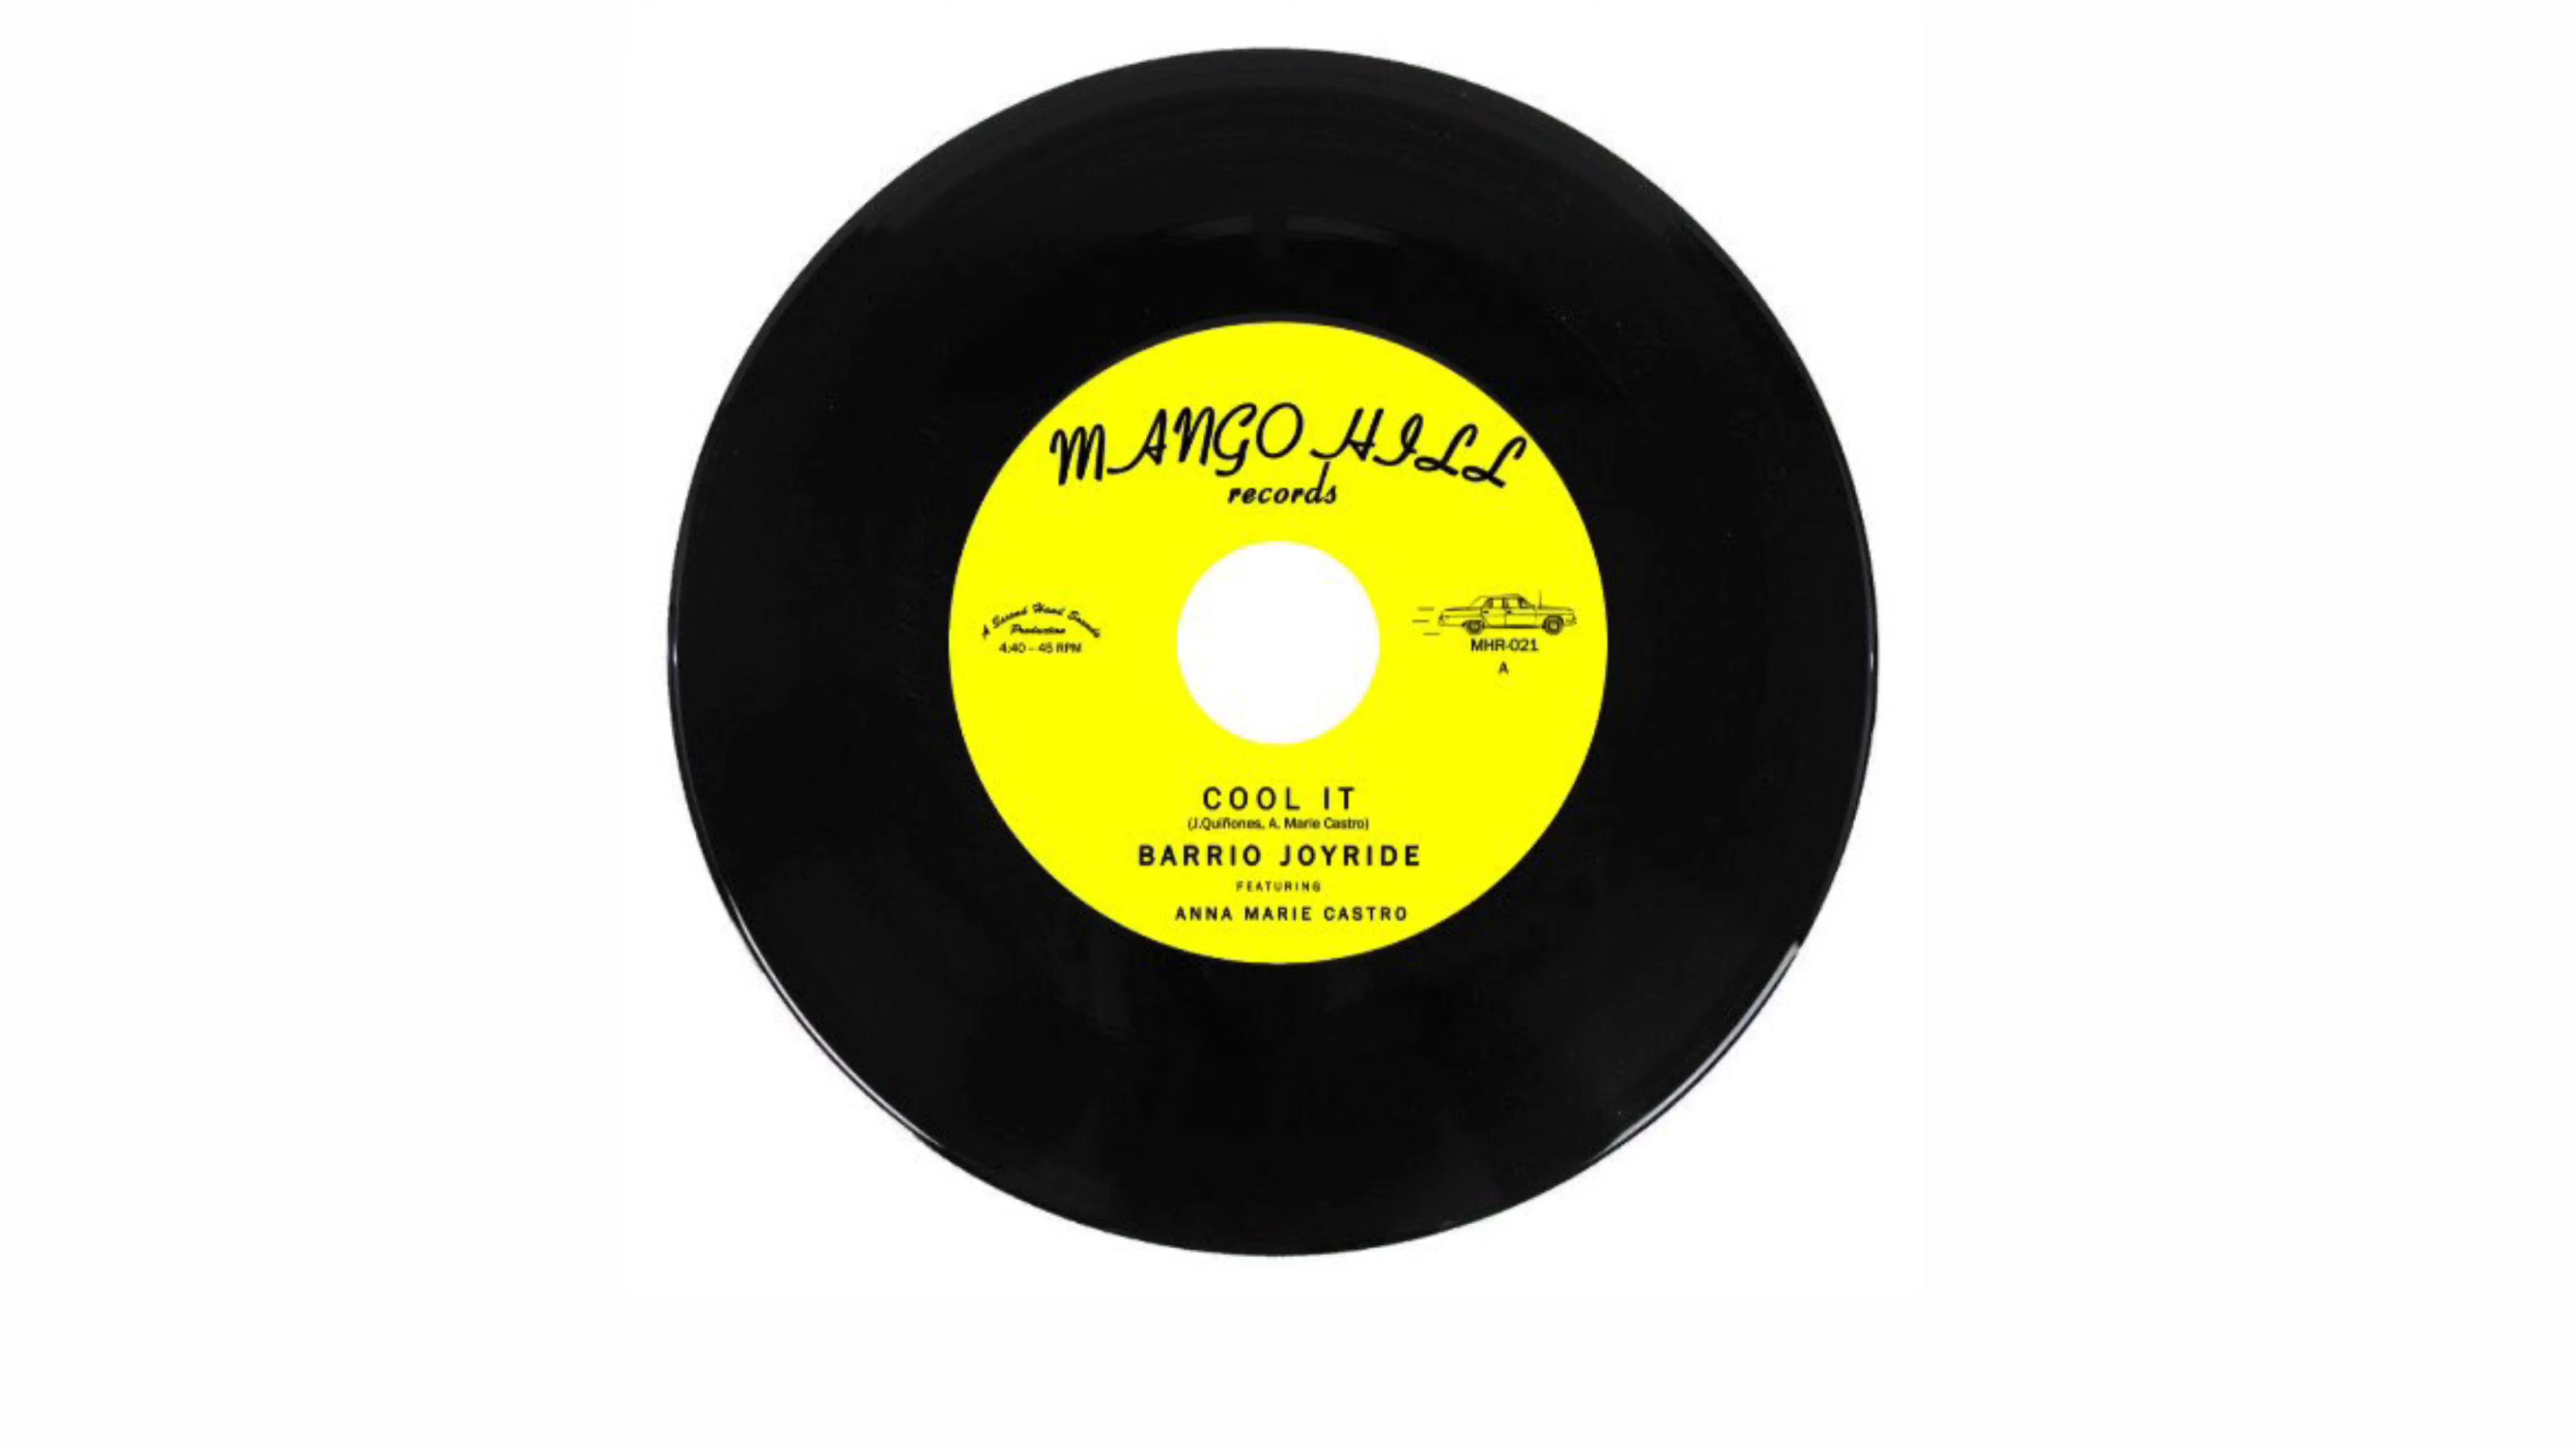 MANGO HILL
records
A Second Hand Sounds
Production
4:40 – 45 RPM
MHR-021
A
COOL IT
(J.Quiñones, A. Marie Castro)
BARRIO JOYRIDE
FEATURING
ANNA MARIE CASTRO